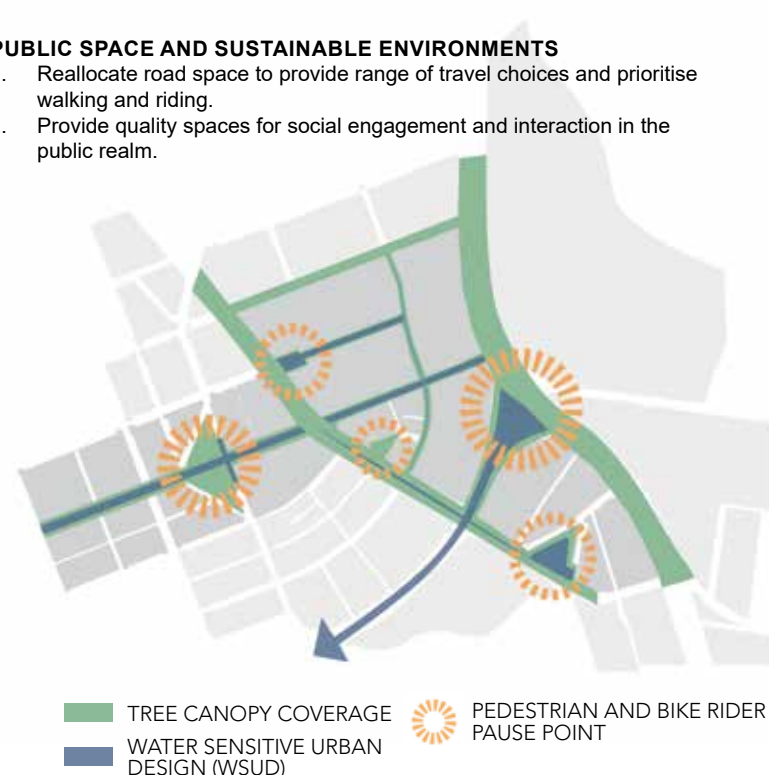 PUBLIC SPACE AND SUSTAINABLE ENVIRONMENTS
. Reallocate road space to provide range of travel choices and prioritise
walking and riding.
. Provide quality spaces for social engagement and interaction in the
public realm.
TREE CANOPY COVERAGE
WATER SENSITIVE URBAN
DESIGN (WSUD)
PEDESTRIAN AND BIKE RIDER
PAUSE POINT